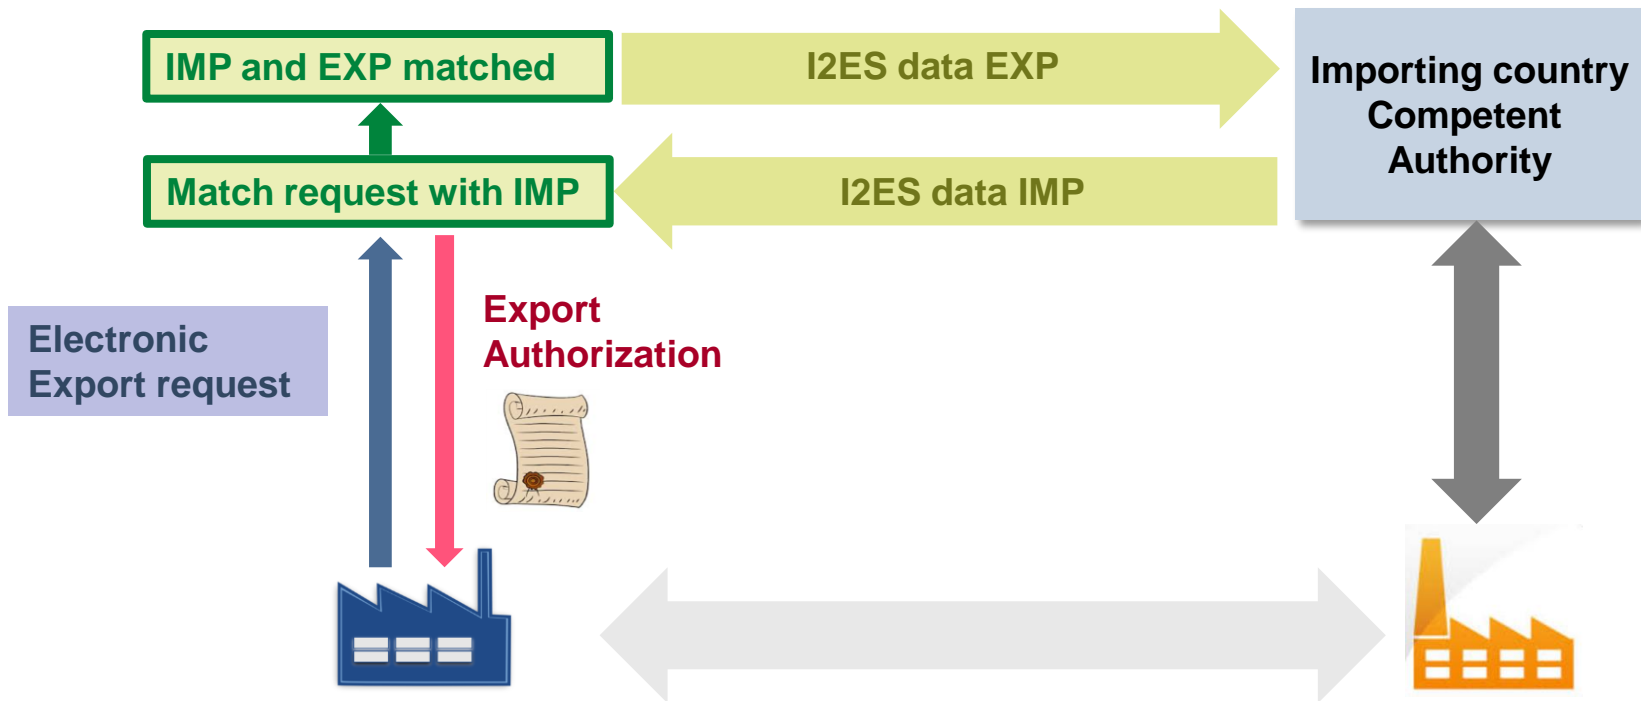 IMP and EXP matched
I2ES data EXP
Importing country
Competent
Authority
Match request with IMP
I2ES data IMP
Electronic
Export request
Export
Authorization